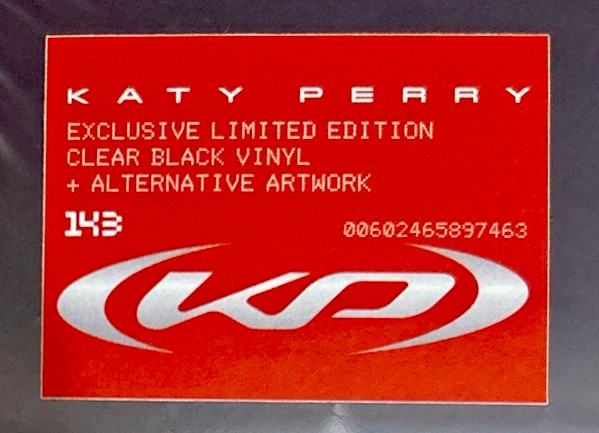 KATY PERRY
EXCLUSIVE LIMITED EDITION
CLEAR BLACK VINYL
+ ALTERNATIVE ARTWORK
143 00602465897463
KP